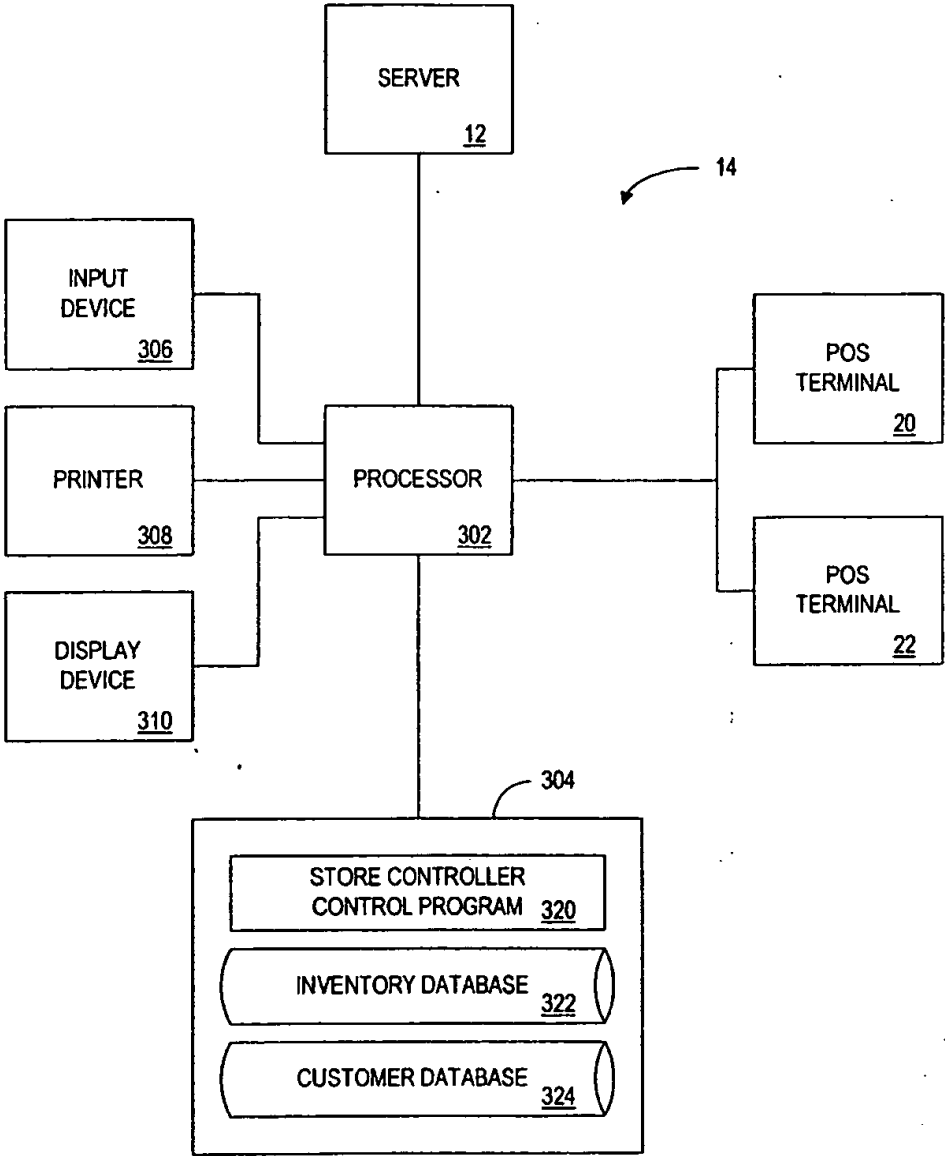 SERVER
12
14
INPUT
DEVICE
306
POS
TERMINAL
20
PRINTER
308
PROCESSOR
302
POS
TERMINAL
22
DISPLAY
DEVICE
310
304
STORE CONTROLLER
CONTROL PROGRAM 320
INVENTORY DATABASE 322
CUSTOMER DATABASE 324